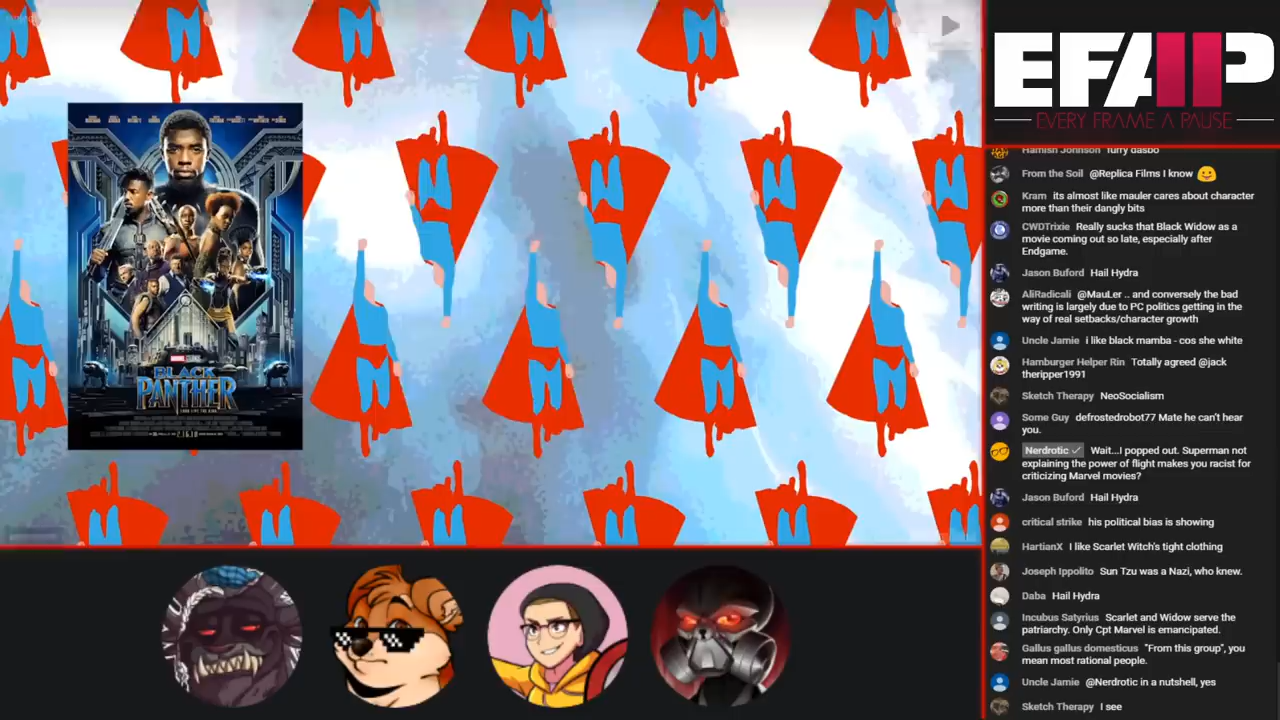 BLACK
PANTHER
EFAP
EVERY FRAME A PAUSE
Hamish Johnson furry dasbo
From the Soil @Replica Films I know
Kram its almost like mauler cares about character
more than their dangly bits
CWDTrixie Really sucks that Black Widow as a
movie coming out so late, especially after
Endgame.
Jason Buford Hail Hydra
AliRadicali @MauLer .. and conversely the bad
writing is largely due to PC politics getting in the
way of real setbacks/character growth
Uncle Jamie i like black mamba - cos she white
Hamburger Helper Rin Totally agreed @jack
theripper1991
Sketch Therapy NeoSocialism
Some Guy defrostedrobot77 Mate he can't hear
you.
Nerdrotic ✓ Wait...I popped out. Superman not
explaining the power of flight makes you racist for
criticizing Marvel movies?
Jason Buford Hail Hydra
critical strike his political bias is showing
HartianX I like Scarlet Witch's tight clothing
Joseph Ippolito Sun Tzu was a Nazi, who knew.
Daba Hail Hydra
Incubus Satyrius Scarlet and Widow serve the
patriarchy. Only Cpt Marvel is emancipated.
Gallus gallus domesticus "From this group", you
mean most rational people.
Uncle Jamie @Nerdrotic in a nutshell, yes
Sketch Therapy I see